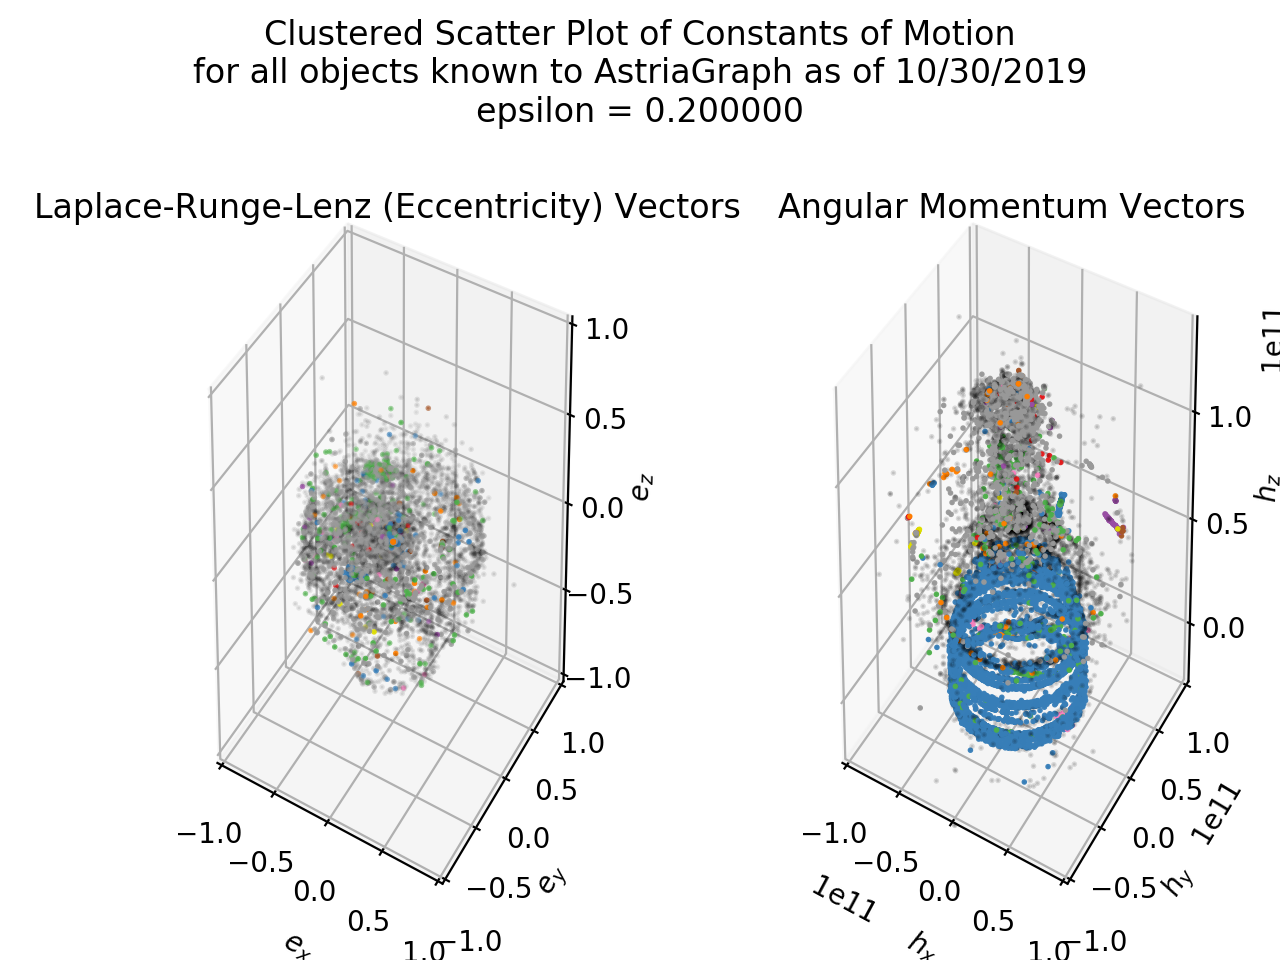 Clustered Scatter Plot of Constants of Motion
for all objects known to AstriaGraph as of 10/30/2019
epsilon = 0.200000
Laplace-Runge-Lenz (Eccentricity) Vectors
1.0
0.5
0.0
−0.5
−1.0
e_z
1.0
0.5
0.0
−0.5
−1.0
e_y
−1.0
−0.5
0.0
0.5
1.0
e_x
Angular Momentum Vectors
1e11
1.0
0.5
0.0
h_z
1.0
0.5
0.0
−0.5
−1.0
1e11
h_y
−1.0
−0.5
0.0
0.5
1.0
1e11
h_x